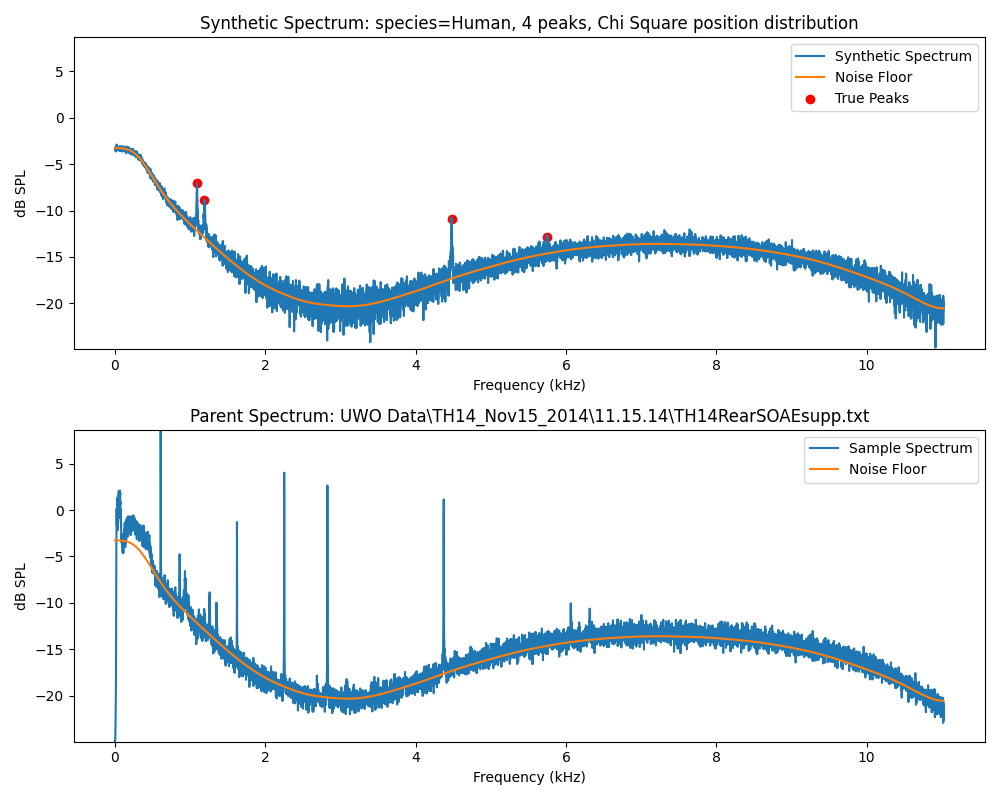 Synthetic Spectrum: species=Human, 4 peaks, Chi Square position distribution
Synthetic Spectrum
Noise Floor
True Peaks
dB SPL
5
0
−5
−10
−15
−20
0 2 4 6 8 10
Frequency (kHz)
Parent Spectrum: UWO Data\TH14_Nov15_2014\11.15.14\TH14RearSOAEsupp.txt
Sample Spectrum
Noise Floor
dB SPL
5
0
−5
−10
−15
−20
0 2 4 6 8 10
Frequency (kHz)